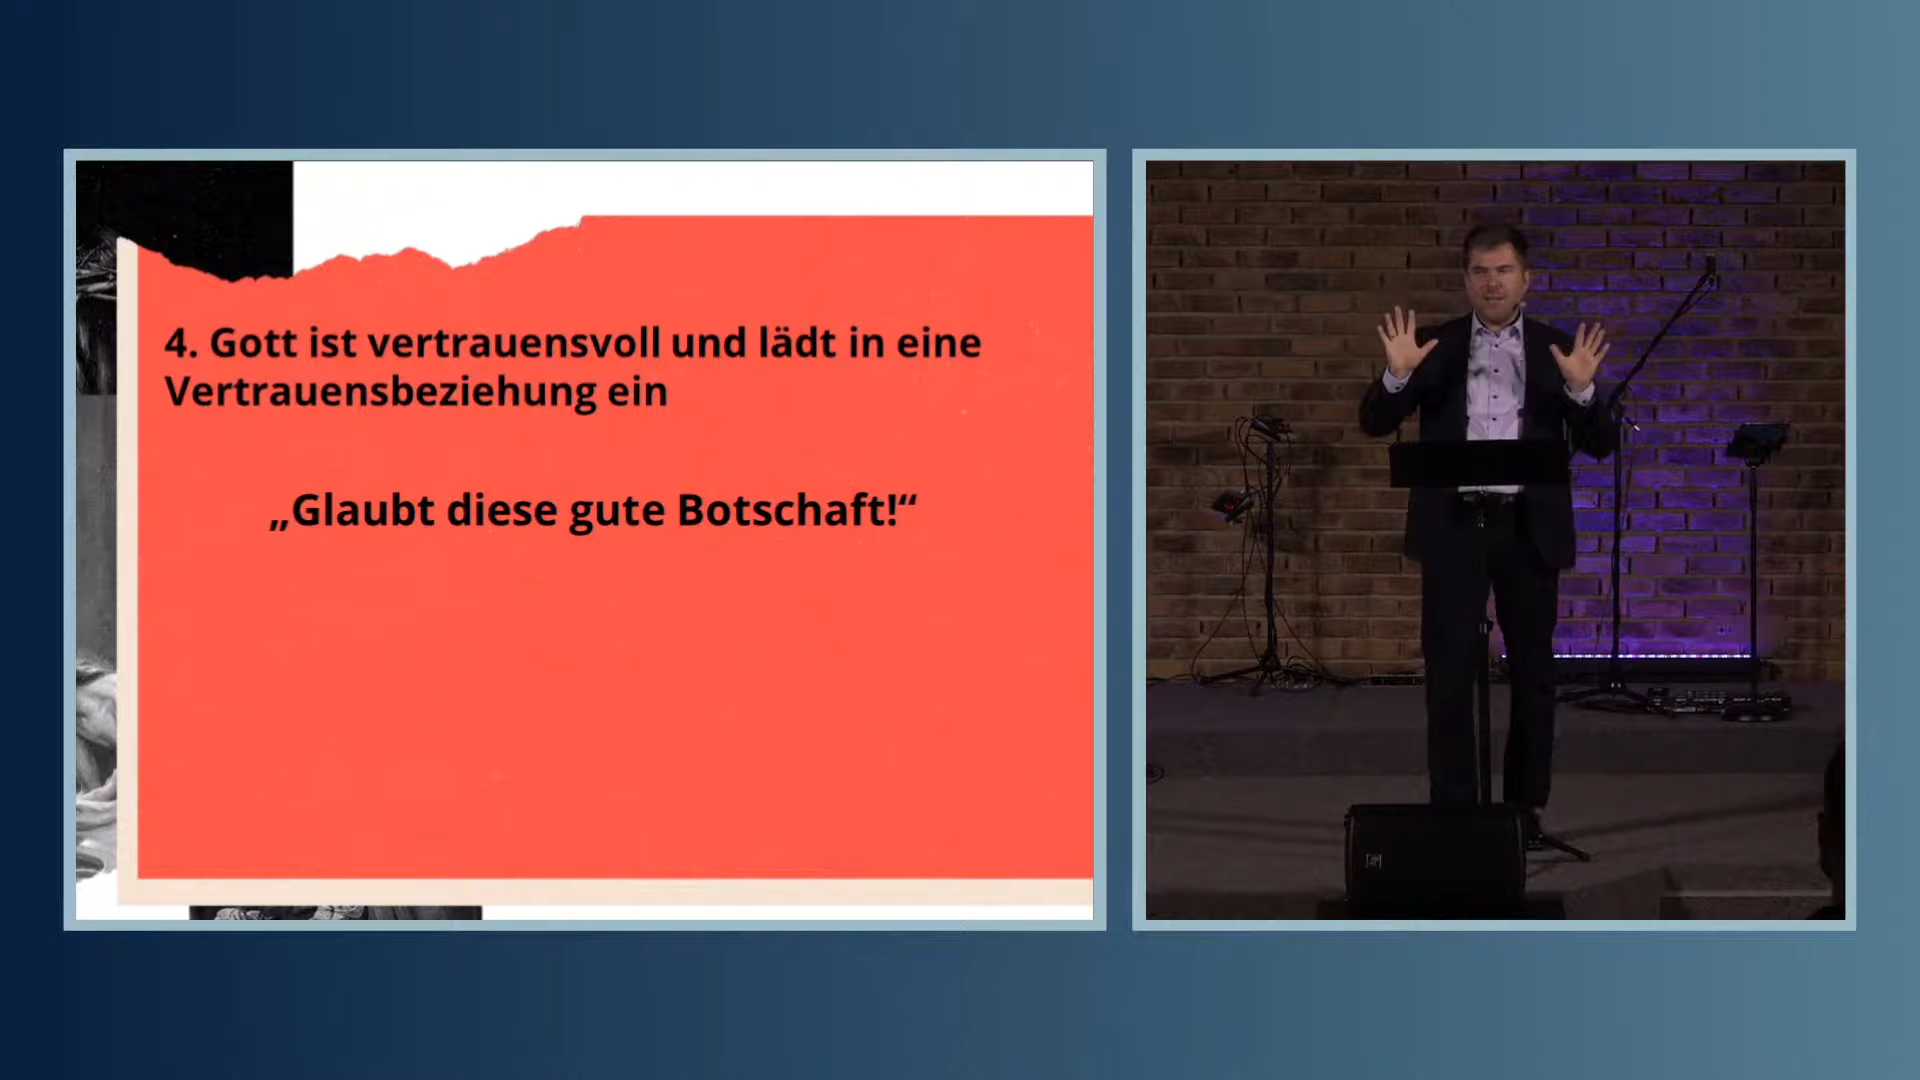 4. Gott ist vertrauensvoll und lädt in eine
Vertrauensbeziehung ein
„Glaubt diese gute Botschaft!“